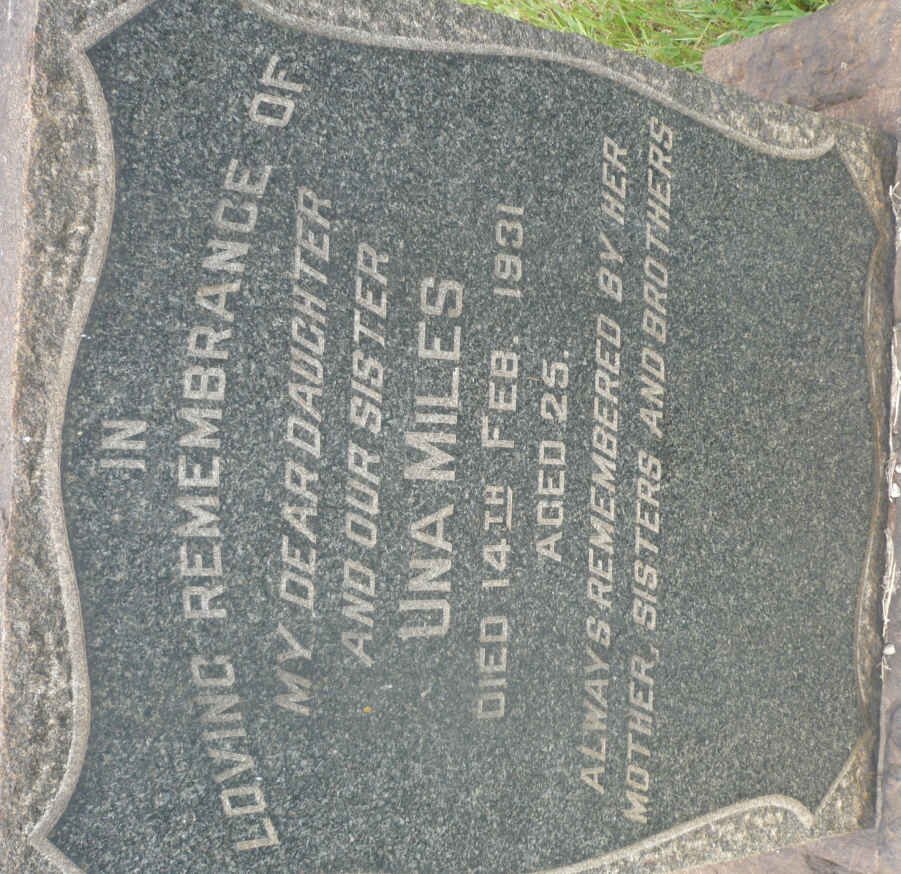 IN
LOVING REMEMBRANCE OF
MY DEAR DAUGHTER
AND OUR SISTER
UNA MILES
DIED 14TH FEB. 1931
AGED 25.
ALWAYS REMEMBERED BY HER
MOTHER, SISTERS AND BROTHERS